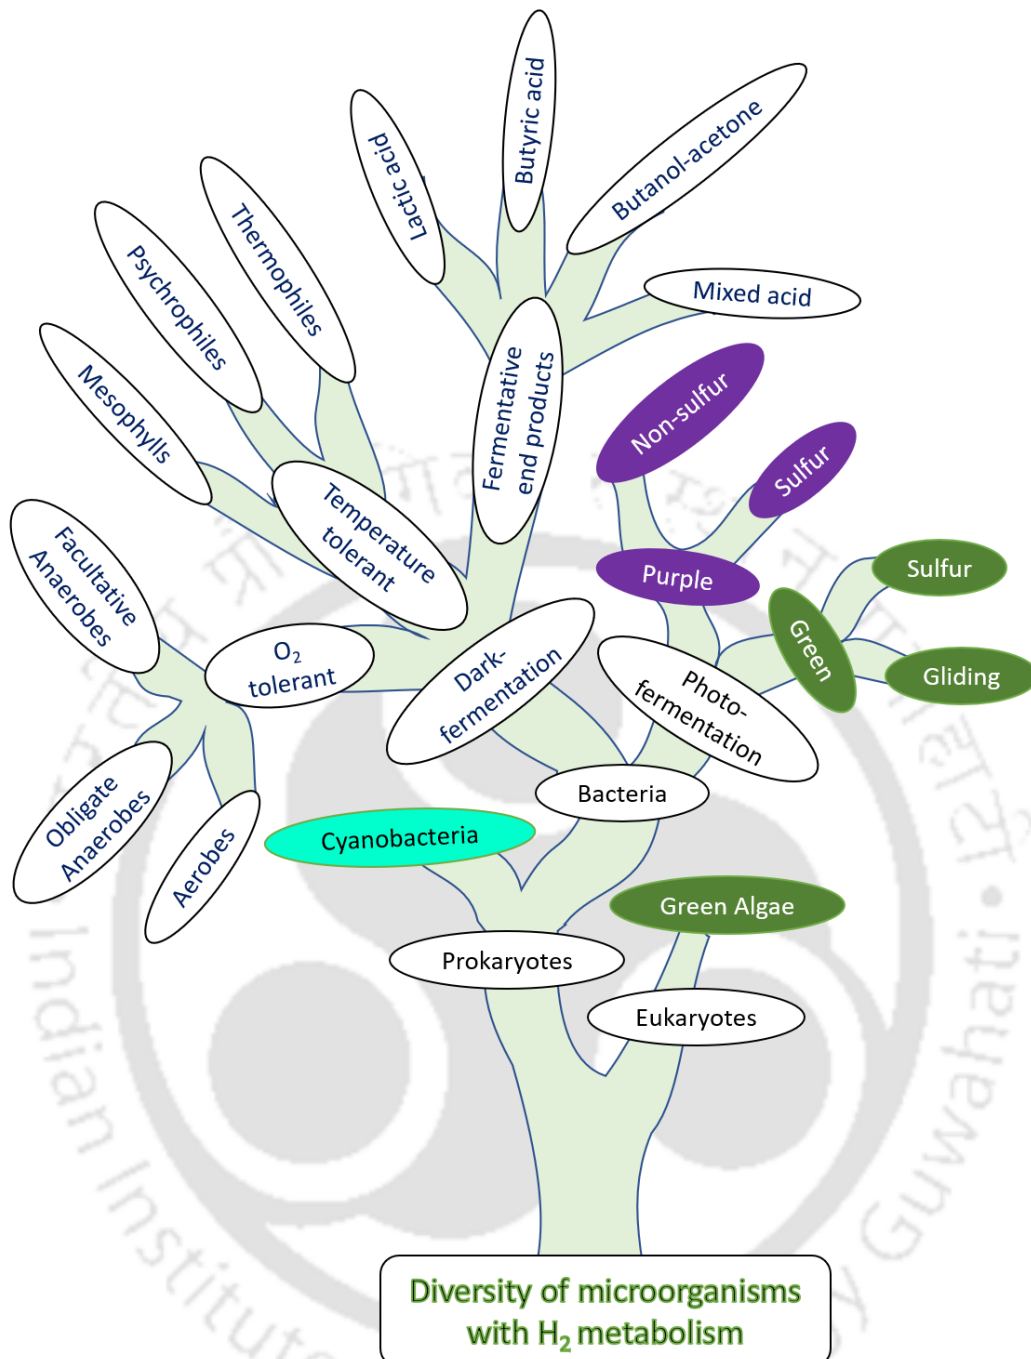 Butyric acid
Lactic acid
Butanol-acetone
Thermophiles
Psychrophiles
Mixed acid
Mesophylls
Fermentative
end products
Non-sulfur
Sulfur
Temperature
tolerant
Facultative
Anaerobes
Purple
Sulfur
Green
Gliding
O₂
tolerant
Dark-
fermentation
Photo-
fermentation
Bacteria
Obligate
Anaerobes
Aerobes
Cyanobacteria
Green Algae
Prokaryotes
Eukaryotes
Diversity of microorganisms
with H₂ metabolism
Indian Institute
Guwahati